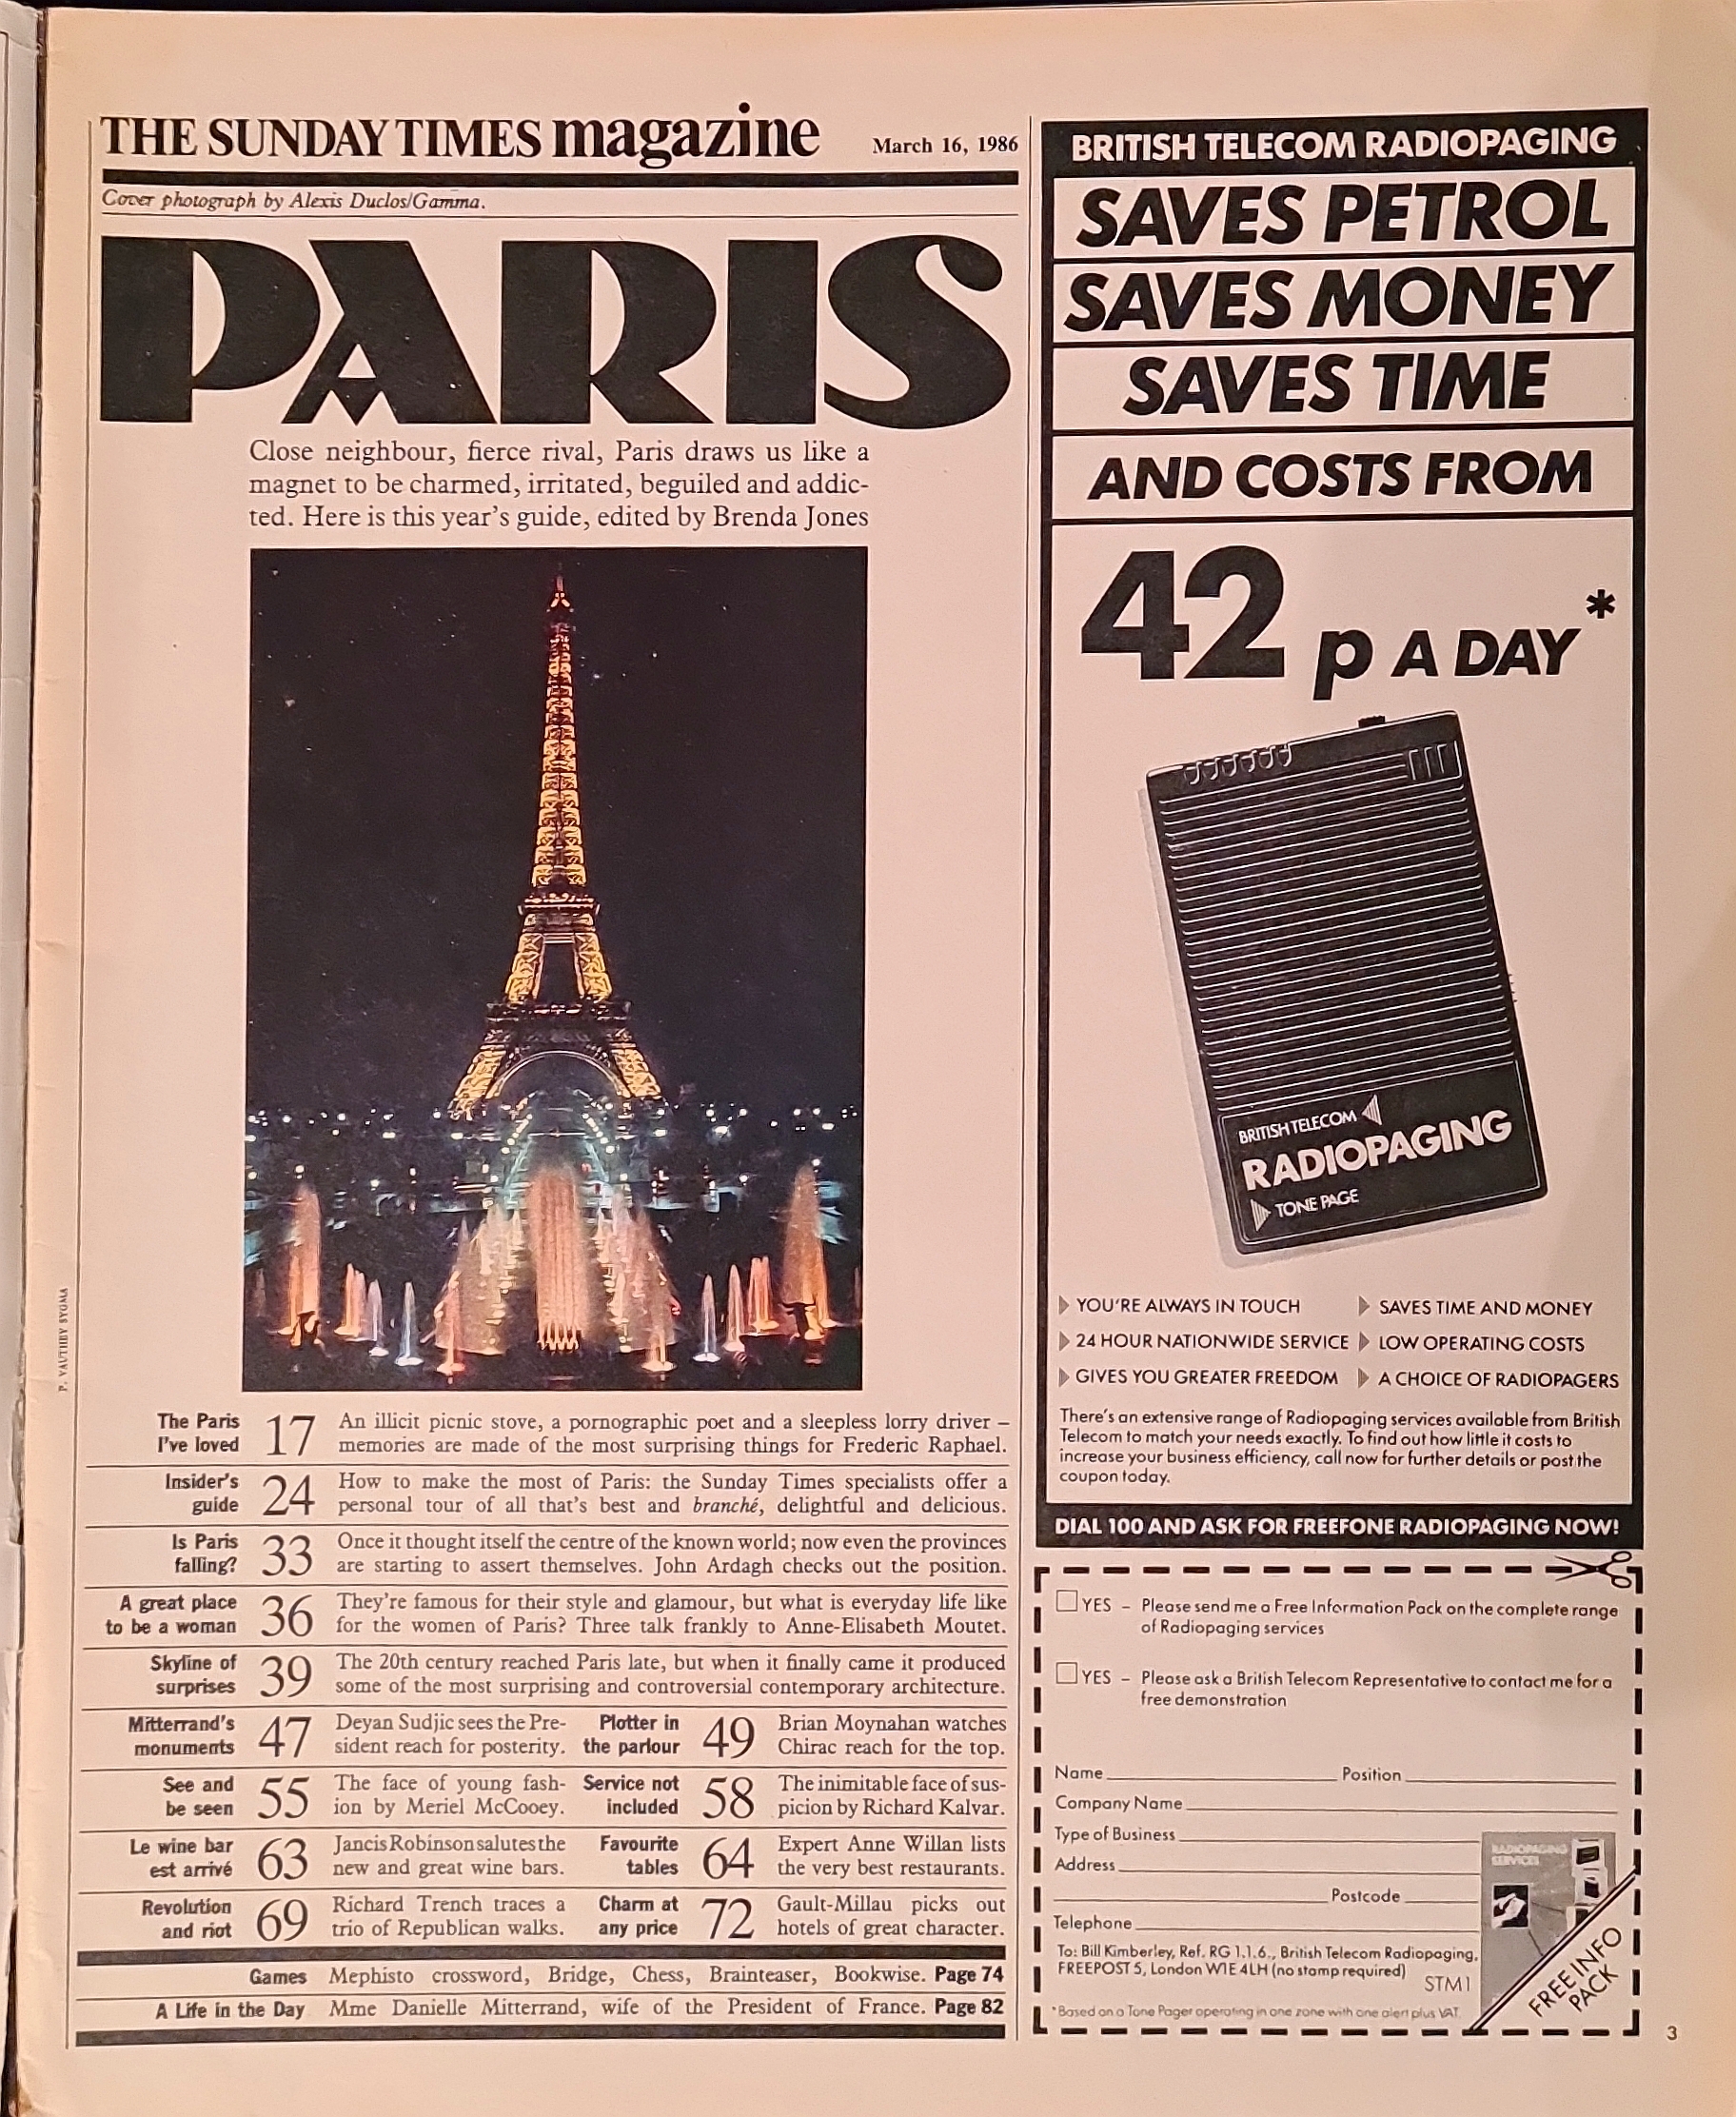 THE SUNDAY TIMES magazine
March 16, 1986
Cover photograph by Alexis Duclos/Gamma.
PARIS
Close neighbour, fierce rival, Paris draws us like a
magnet to be charmed, irritated, beguiled and addic-
ted. Here is this year's guide, edited by Brenda Jones
P. VAUTHEY SYGMA
The Paris
I've loved
17
An illicit picnic stove, a pornographic poet and a sleepless lorry driver –
memories are made of the most surprising things for Frederic Raphael.
Insider's
guide
24
How to make the most of Paris: the Sunday Times specialists offer a
personal tour of all that's best and branché, delightful and delicious.
Is Paris
falling?
33
Once it thought itself the centre of the known world; now even the provinces
are starting to assert themselves. John Ardagh checks out the position.
A great place
to be a woman
36
They're famous for their style and glamour, but what is everyday life like
for the women of Paris? Three talk frankly to Anne-Elisabeth Moutet.
Skyline of
surprises
39
The 20th century reached Paris late, but when it finally came it produced
some of the most surprising and controversial contemporary architecture.
Mitterrand's
monuments
47
Deyan Sudjic sees the Pre-
sident reach for posterity.
Plotter in
the parlour
49
Brian Moynahan watches
Chirac reach for the top.
See and
be seen
55
The face of young fash-
ion by Meriel McCooey.
Service not
included
58
The inimitable face of sus-
picion by Richard Kalvar.
Le wine bar
est arrivé
63
Jancis Robinson salutes the
new and great wine bars.
Favourite
tables
64
Expert Anne Willan lists
the very best restaurants.
Revolution
and riot
69
Richard Trench traces a
trio of Republican walks.
Charm at
any price
72
Gault-Millau picks out
hotels of great character.
Games Mephisto crossword, Bridge, Chess, Brainteaser, Bookwise. Page 74
A Life in the Day Mme Danielle Mitterrand, wife of the President of France. Page 82
BRITISH TELECOM RADIOPAGING
SAVES PETROL
SAVES MONEY
SAVES TIME
AND COSTS FROM
42 p A DAY*
BRITISH TELECOM
RADIOPAGING
TONE PAGE
YOU'RE ALWAYS IN TOUCH
SAVES TIME AND MONEY
24 HOUR NATIONWIDE SERVICE
LOW OPERATING COSTS
GIVES YOU GREATER FREEDOM
A CHOICE OF RADIOPAGERS
There's an extensive range of Radiopaging services available from British
Telecom to match your needs exactly. To find out how little it costs to
increase your business efficiency, call now for further details or post the
coupon today.
DIAL 100 AND ASK FOR FREEFONE RADIOPAGING NOW!
YES – Please send me a Free Information Pack on the complete range
of Radiopaging services
YES – Please ask a British Telecom Representative to contact me for a
free demonstration
Name Position
Company Name
Type of Business
Address
Postcode
Telephone
To: Bill Kimberley, Ref. RG 1.1.6., British Telecom Radiopaging,
FREEPOST 5, London W1E 4LH (no stamp required)
STM1
*Based on a Tone Pager operating in one zone with one alert plus VAT.
RADIOPAGING
SERVICES
FREE INFO
PACK
3